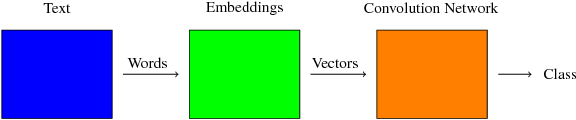 Text
Embeddings
Convolution Network
Words
Vectors
Class